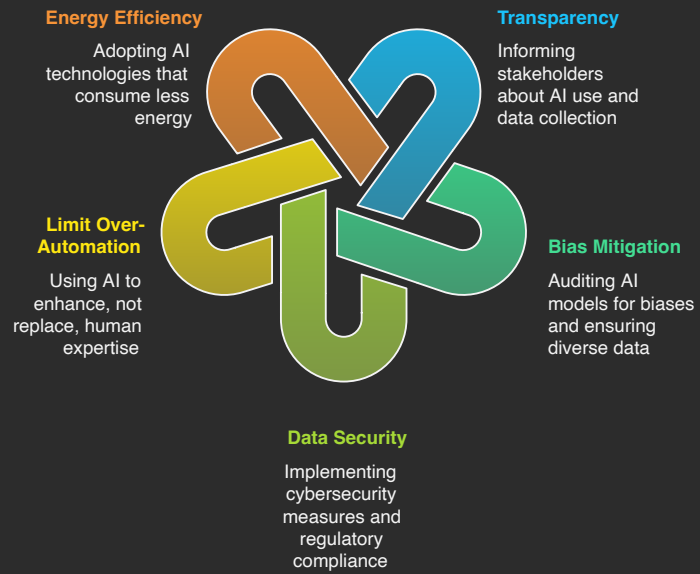 Energy Efficiency
Adopting AI
technologies that
consume less
energy
Transparency
Informing
stakeholders
about AI use and
data collection
Limit Over-
Automation
Using AI to
enhance, not
replace, human
expertise
Bias Mitigation
Auditing AI
models for biases
and ensuring
diverse data
Data Security
Implementing
cybersecurity
measures and
regulatory
compliance